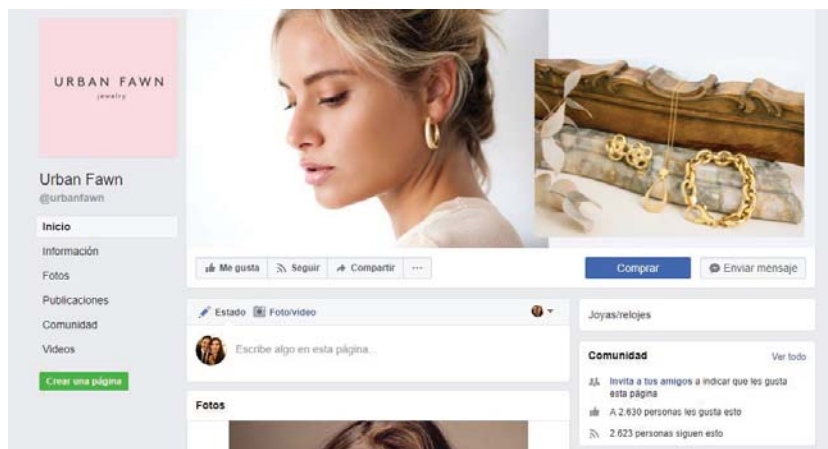 URBAN FAWN
jewelry
Urban Fawn
@urbanfawn
Inicio
Información
Fotos
Publicaciones
Comunidad
Videos
Crear una página
Me gusta
Seguir
Compartir
...
Comprar
Enviar mensaje
Estado
Foto/video
Escribe algo en esta página...
Fotos
Joyas/relojes
Comunidad
Ver todo
Invita a tus amigos a indicar que les gusta
esta página
A 2.630 personas les gusta esto
2.623 personas siguen esto